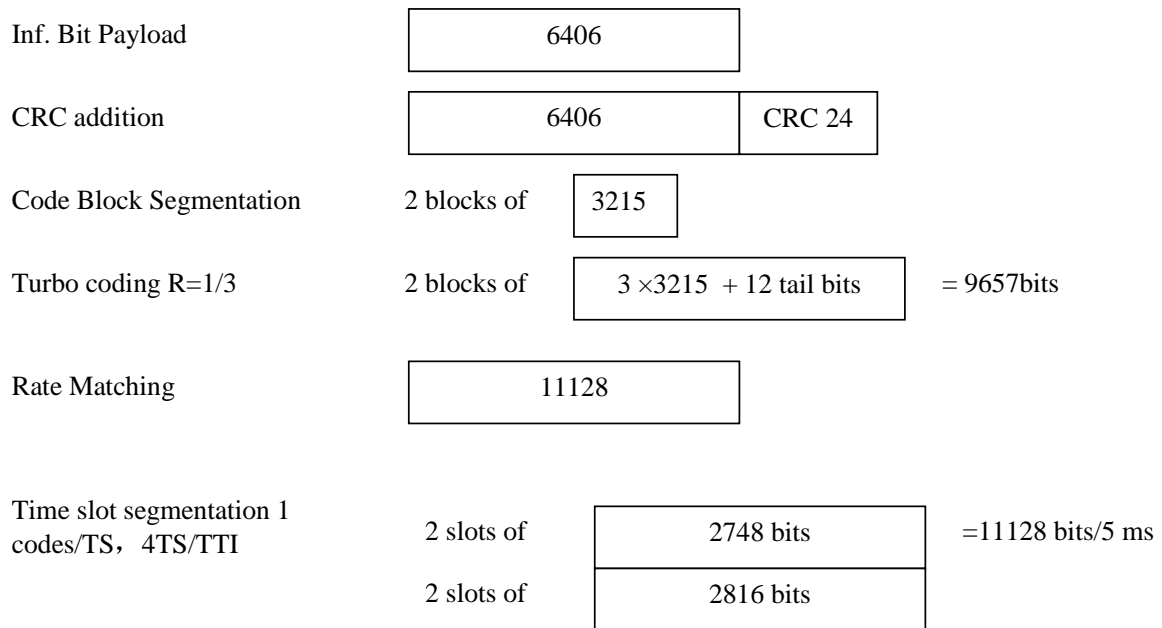 Inf. Bit Payload 6406
CRC addition 6406 CRC 24
Code Block Segmentation 2 blocks of 3215
Turbo coding R=1/3 2 blocks of 3 ×3215 + 12 tail bits = 9657bits
Rate Matching 11128
Time slot segmentation 1
codes/TS，4TS/TTI 2 slots of 2748 bits =11128 bits/5 ms
2 slots of 2816 bits